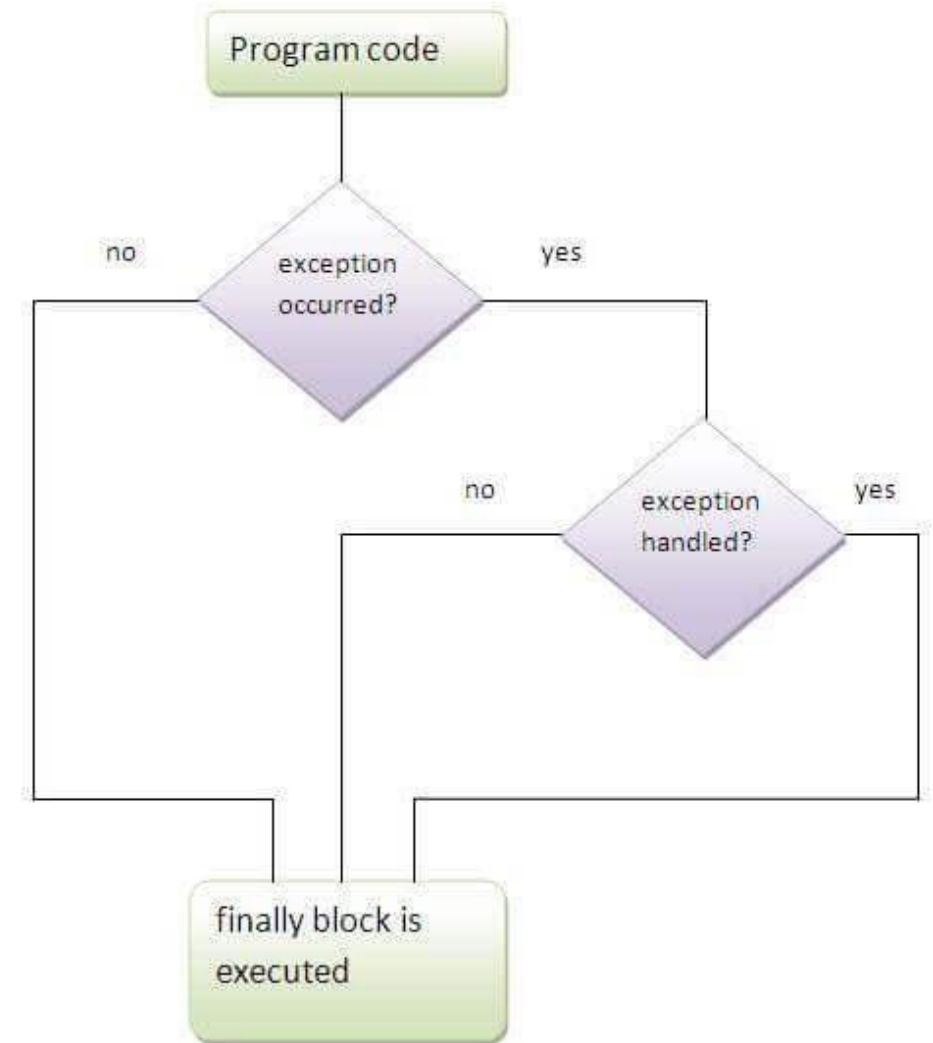 Program code
no
yes
exception
occurred?
no
yes
exception
handled?
finally block is
executed